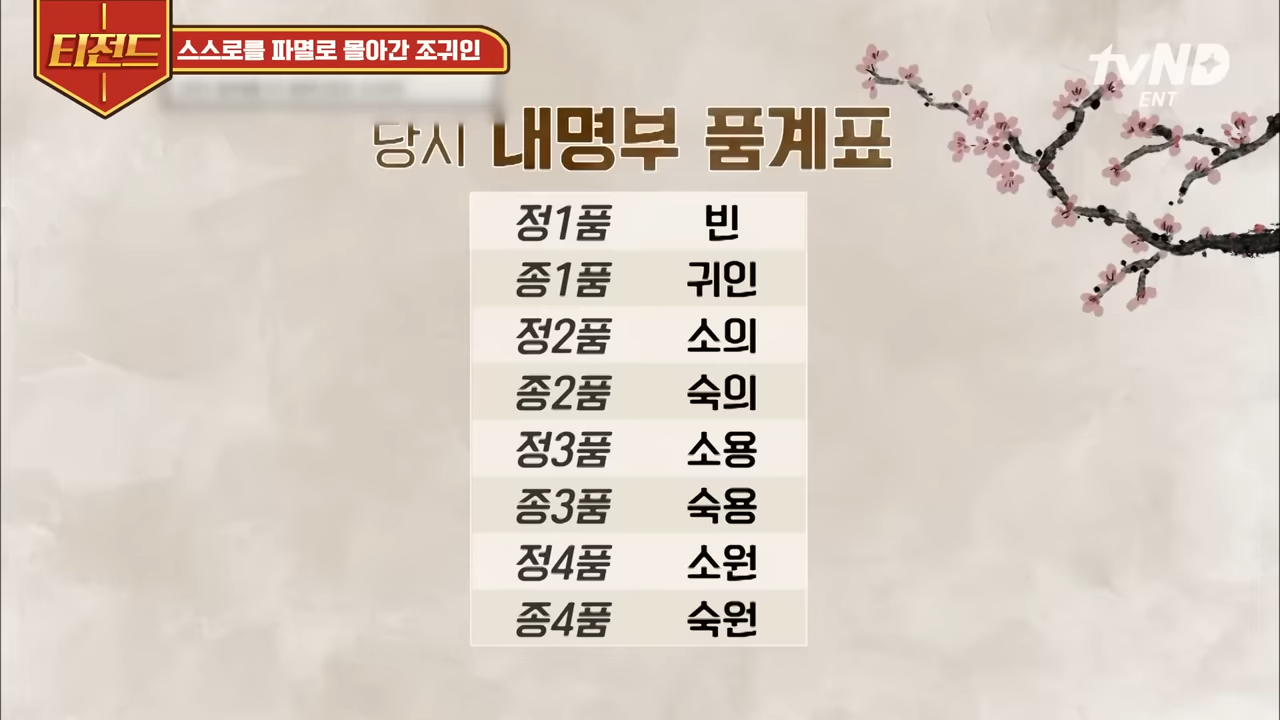 티전드
스스로를 파멸로 몰아간 조귀인
tvND
ENT
당시 내명부 품계표
정1품 빈
종1품 귀인
정2품 소의
종2품 숙의
정3품 소용
종3품 숙용
정4품 소원
종4품 숙원